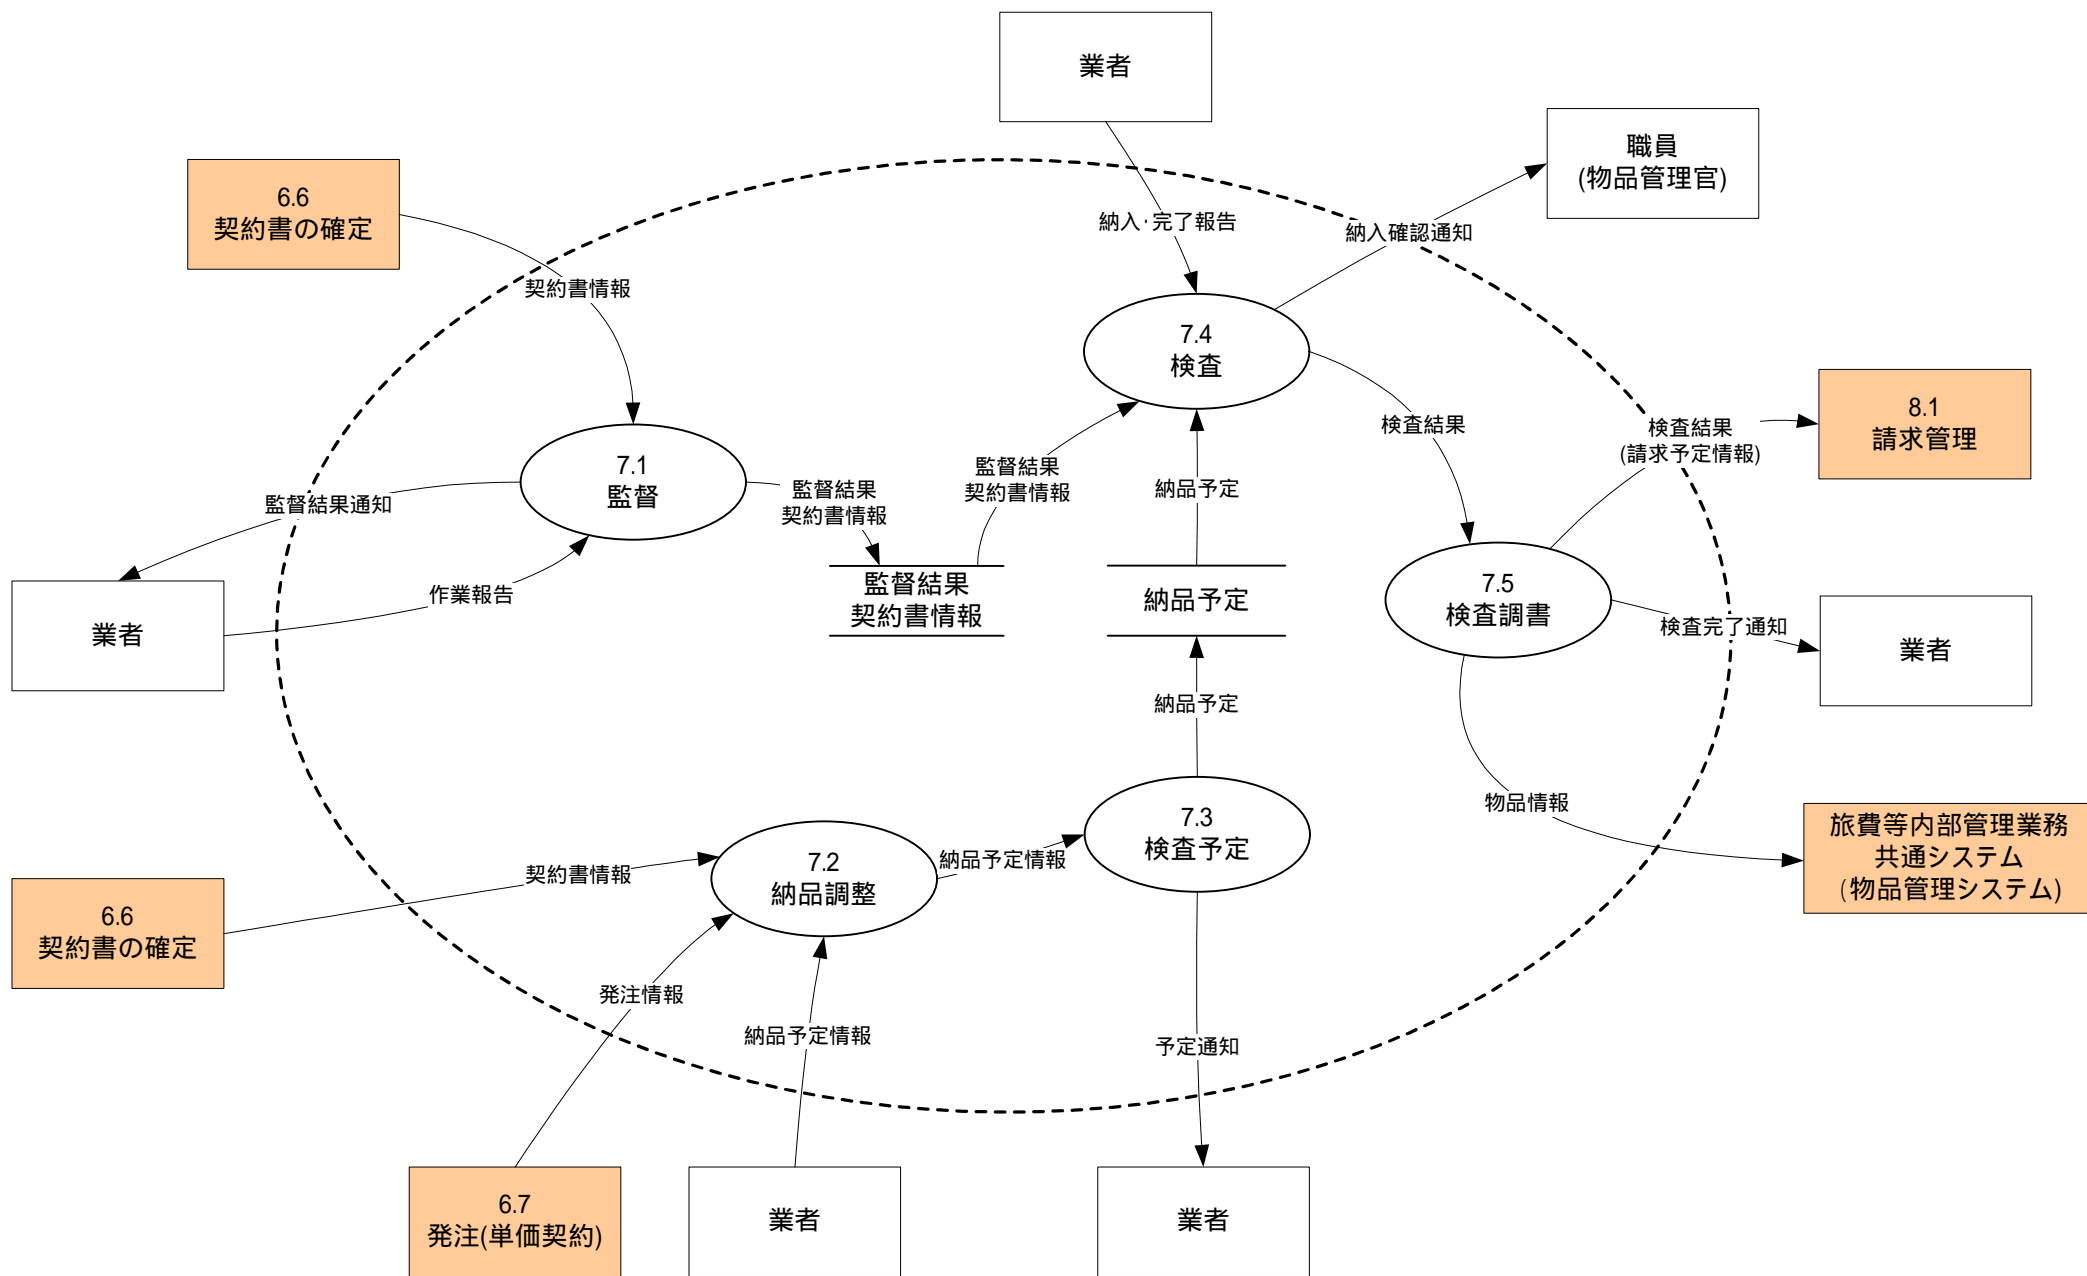 業者
職員
(物品管理官)
6.6
契約書の確定
納入・完了報告
納入確認通知
契約書情報
7.4
検査
8.1
請求管理
検査結果
検査結果
(請求予定情報)
7.1
監督
監督結果
契約書情報
監督結果
契約書情報
納品予定
監督結果通知
作業報告
監督結果
契約書情報
納品予定
7.5
検査調書
検査完了通知
業者
業者
納品予定
物品情報
7.3
検査予定
旅費等内部管理業務
共通システム
(物品管理システム)
7.2
納品調整
納品予定情報
契約書情報
6.6
契約書の確定
発注情報
納品予定情報
予定通知
6.7
発注(単価契約)
業者
業者